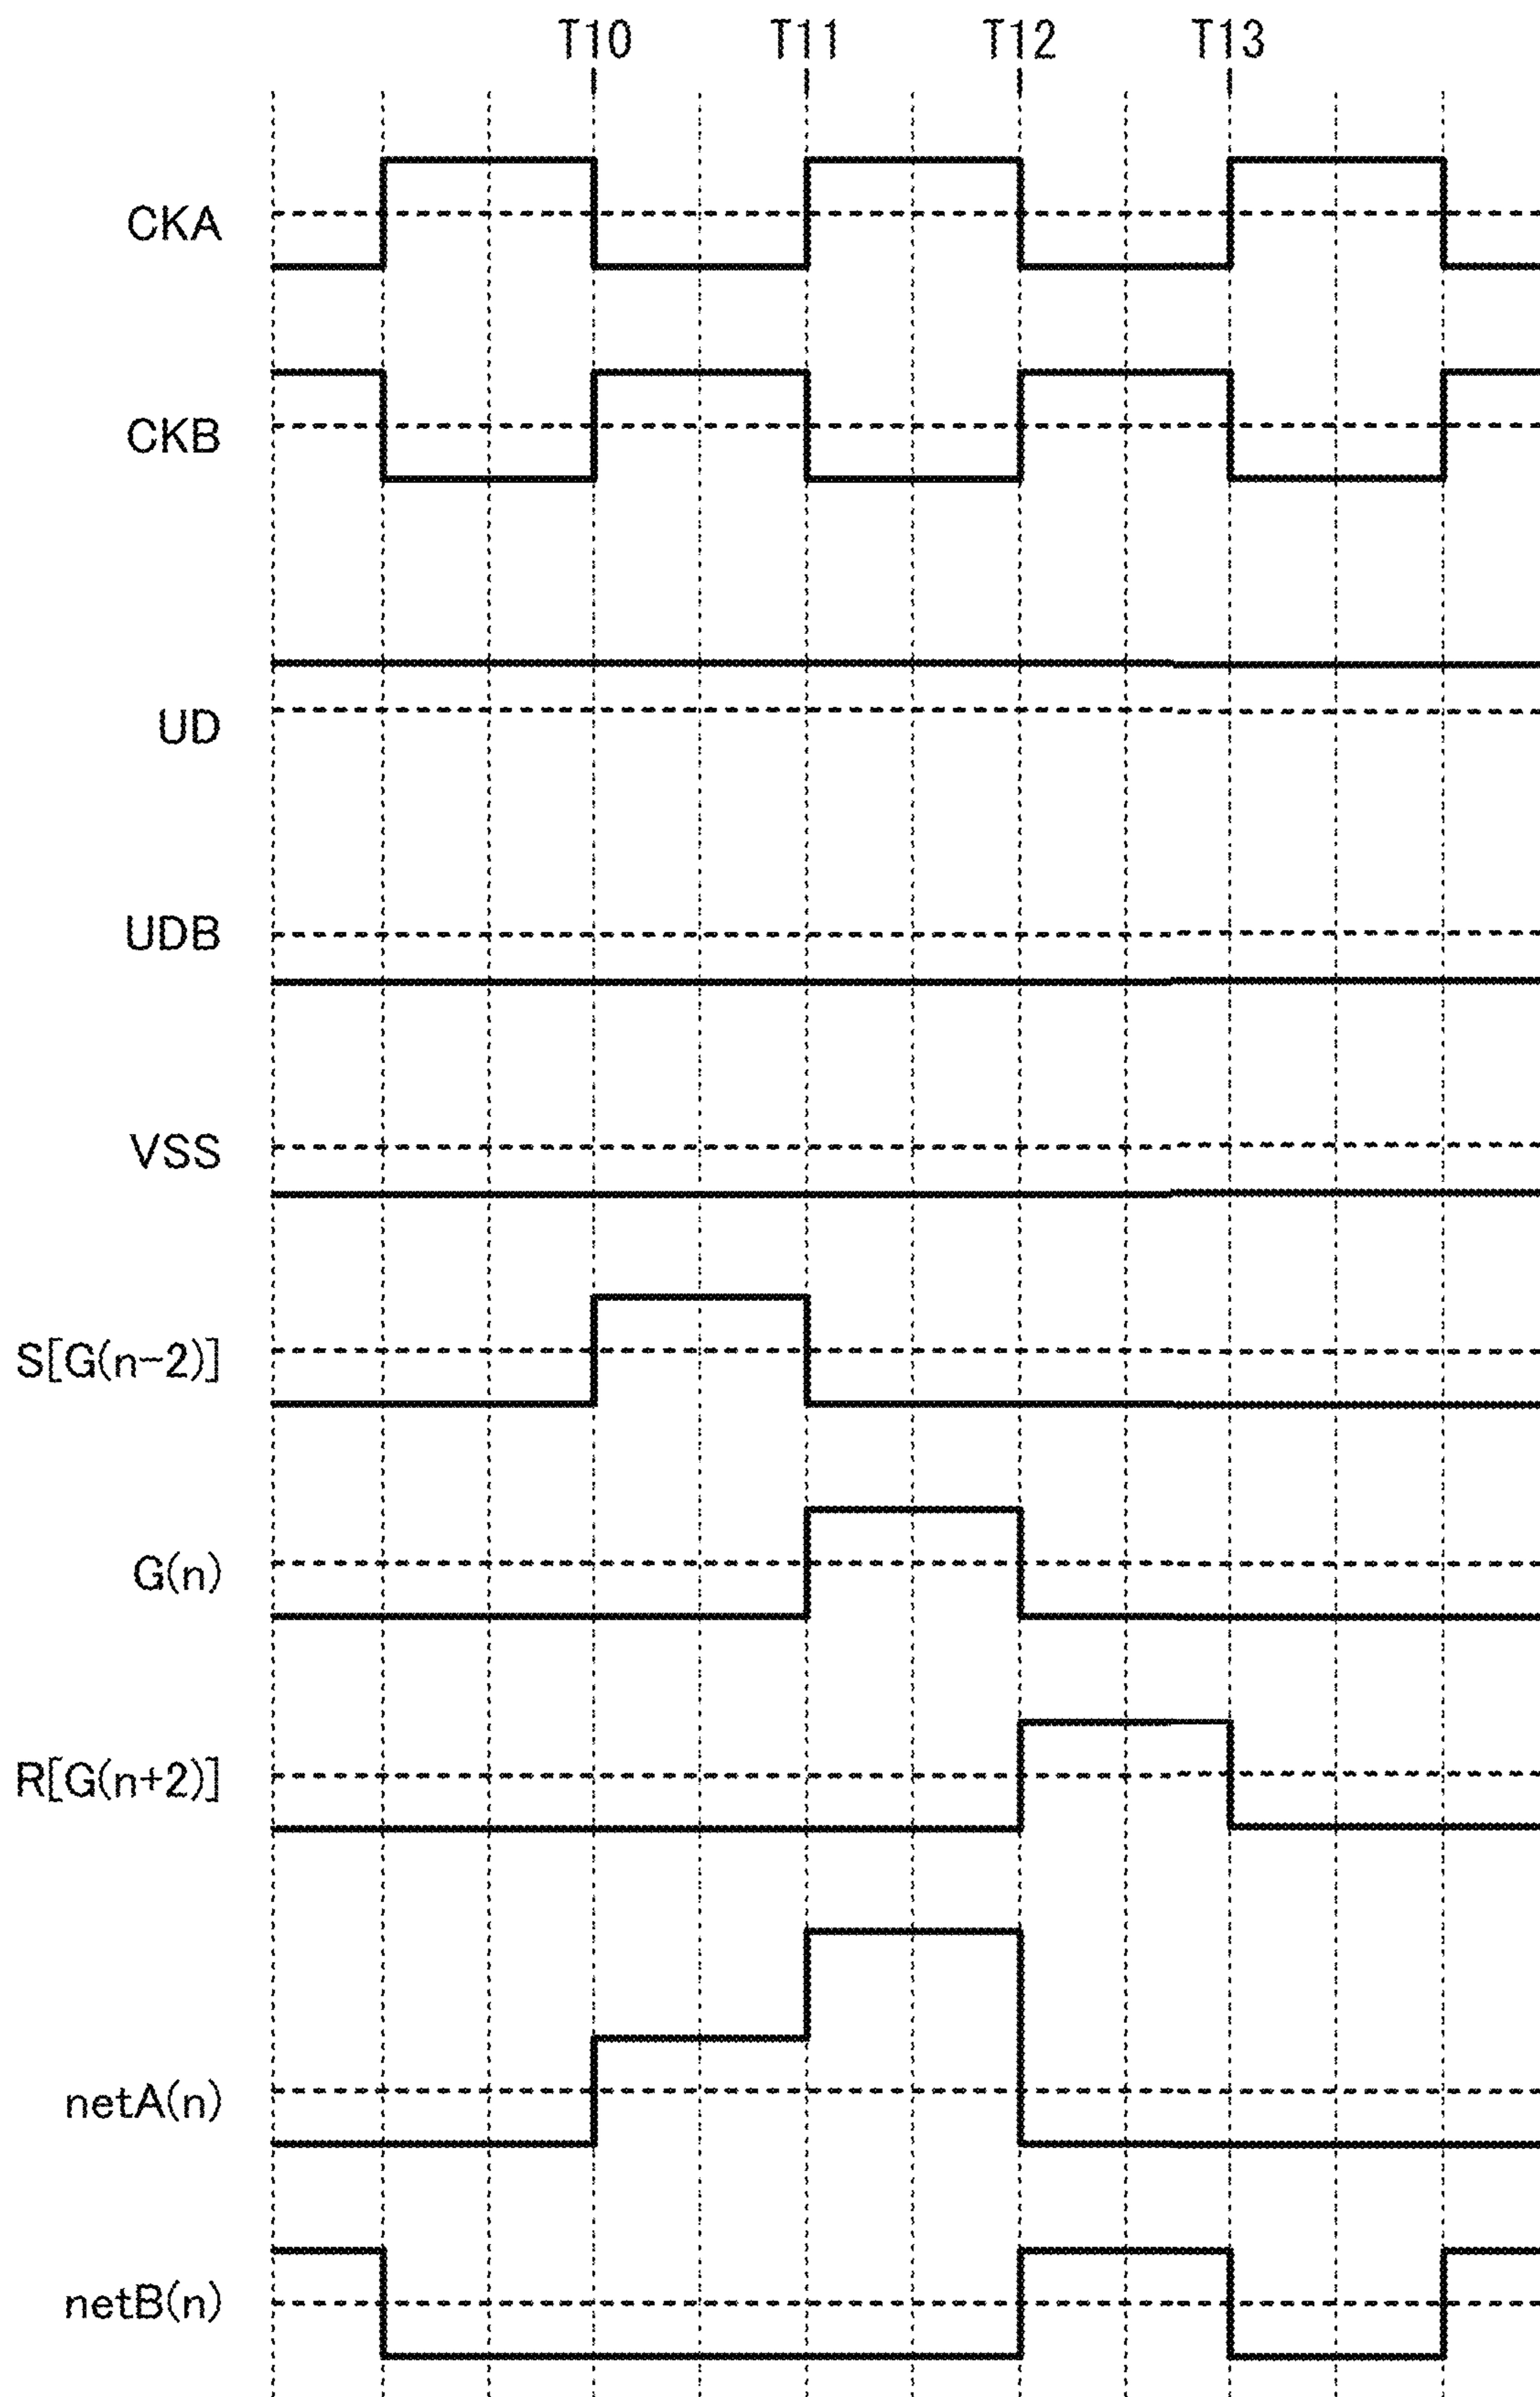 T10 T11 T12 T13
CKA
CKB
UD
UDB
VSS
S[G(n-2)]
G(n)
R[G(n+2)]
netA(n)
netB(n)